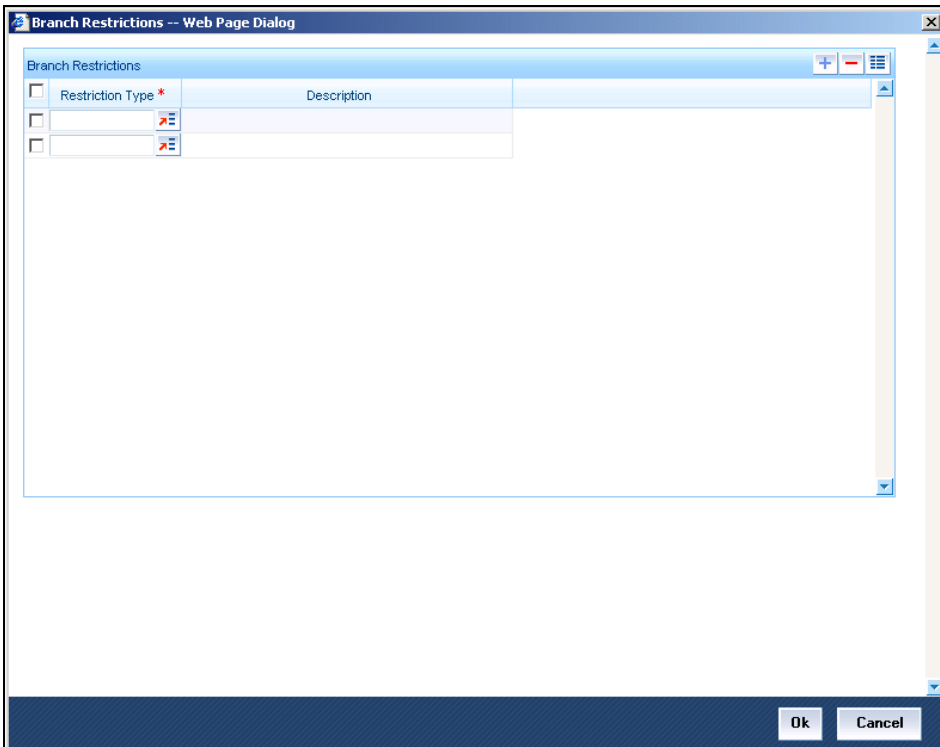 Branch Restrictions -- Web Page Dialog
Branch Restrictions
Restriction Type * Description
Ok Cancel